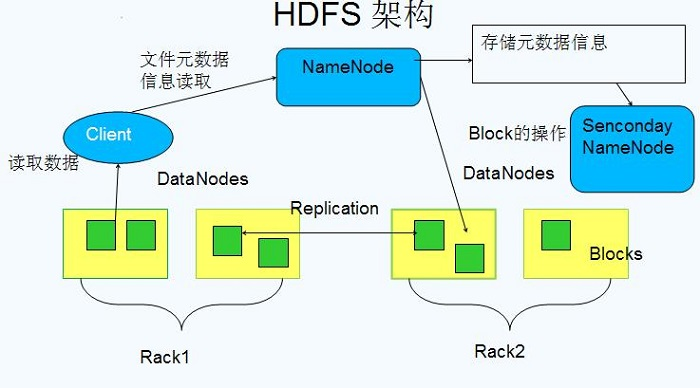 HDFS 架构
文件元数据
信息读取
NameNode
存储元数据信息
Client
Block的操作
Senconday
NameNode
读取数据
DataNodes
DataNodes
Replication
Blocks
Rack1
Rack2